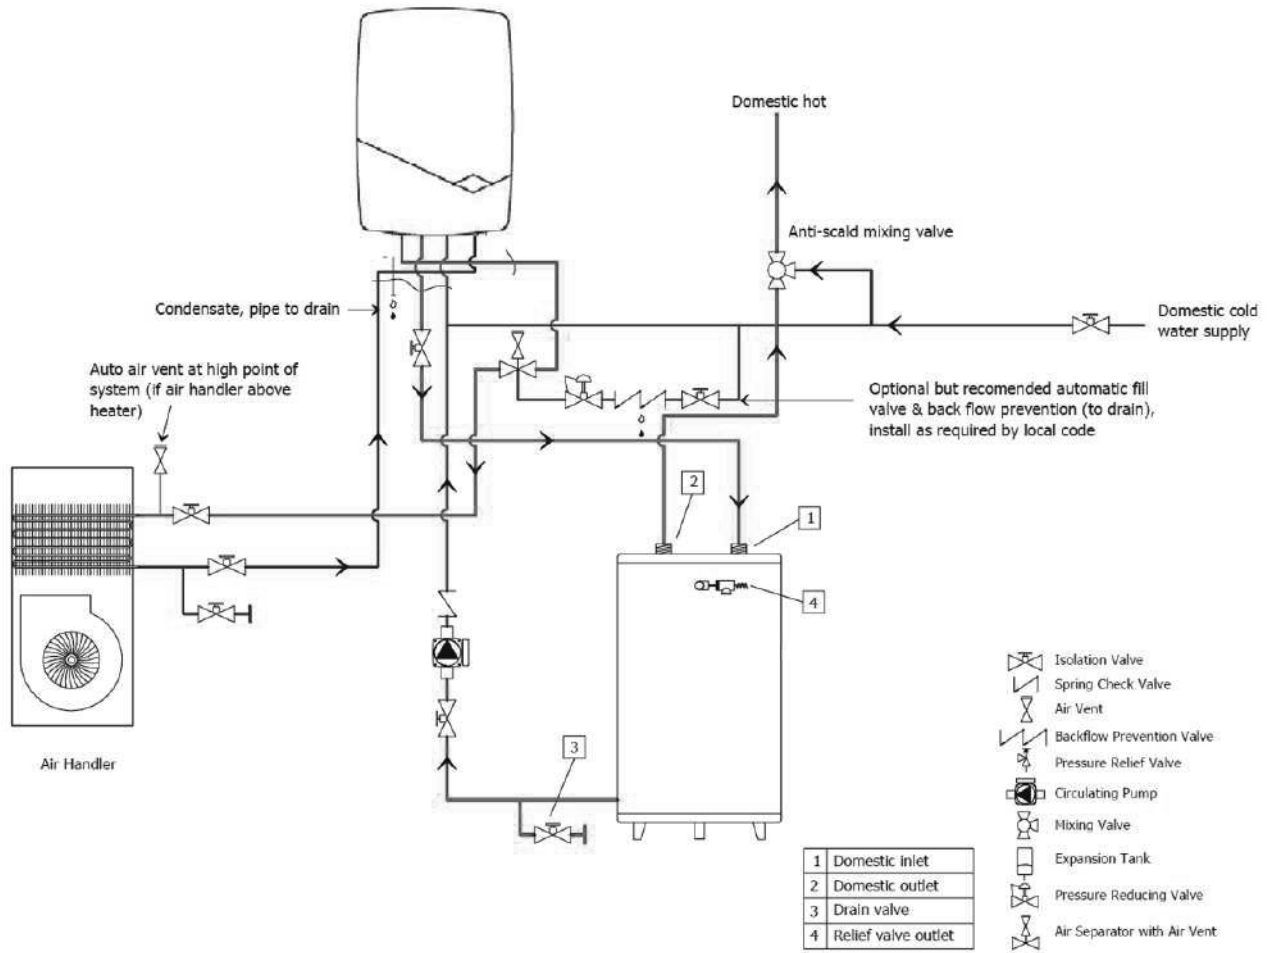 Domestic hot
Anti-scald mixing valve
Condensate, pipe to drain
Domestic cold
water supply
Auto air vent at high point of
system (if air handler above
heater)
Optional but recomended automatic fill
valve & back flow prevention (to drain),
install as required by local code
2
1
4
3
Air Handler
Isolation Valve
Spring Check Valve
Air Vent
Backflow Prevention Valve
Pressure Relief Valve
Circulating Pump
Mixing Valve
Expansion Tank
Pressure Reducing Valve
Air Separator with Air Vent
1 Domestic inlet
2 Domestic outlet
3 Drain valve
4 Relief valve outlet